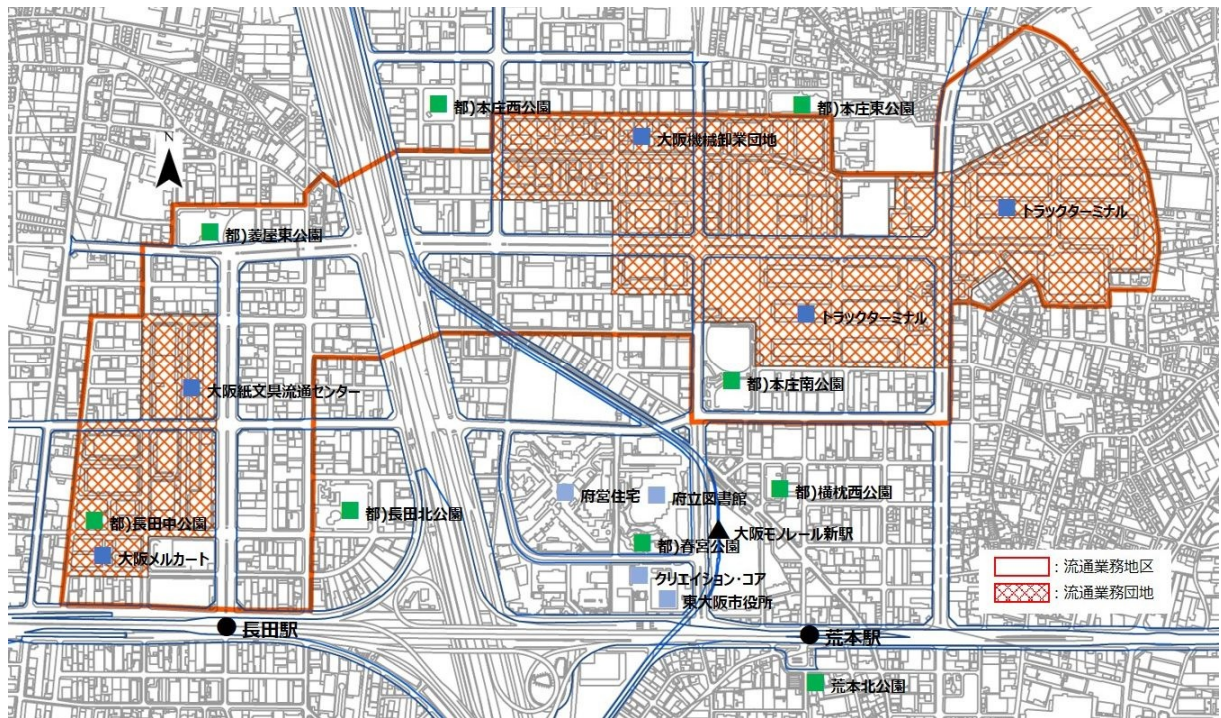 都)本庄西公園
都)本庄東公園
大阪機械卸業団地
N
トラックターミナル
都)菱屋東公園
トラックターミナル
都)本庄南公園
大阪紙文具流通センター
府営住宅
府立図書館
都)横枕西公園
都)長田北公園
都)長田中公園
大阪モノレール新駅
都)春宮公園
大阪メルカート
クリエイション・コア
東大阪市役所
：流通業務地区
：流通業務団地
長田駅
荒本駅
荒本北公園